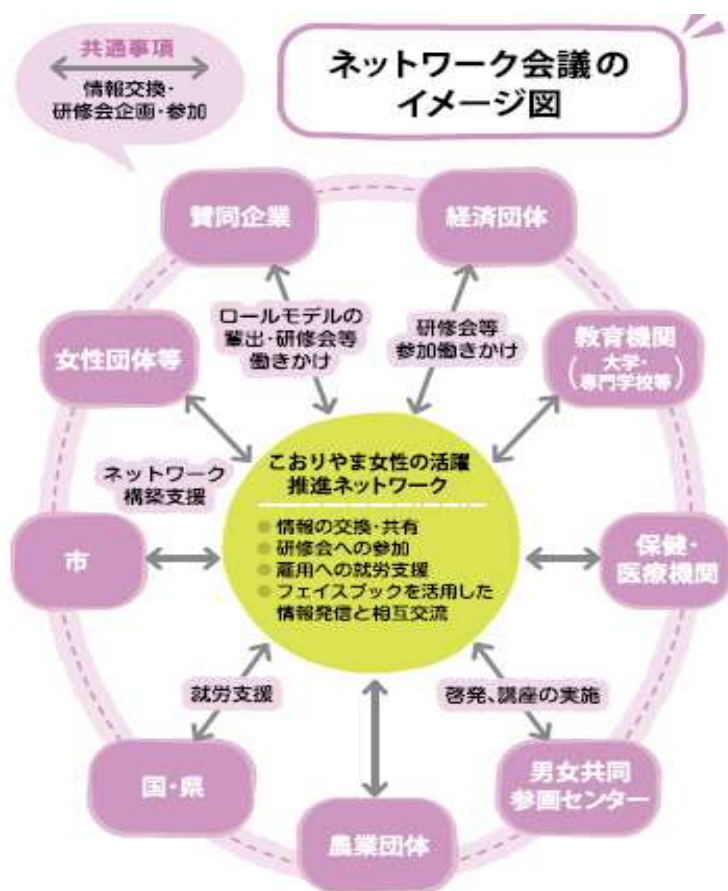 共通事項
情報交換・
研修会企画・参加
ネットワーク会議の
イメージ図
賛同企業
経済団体
ロールモデルの
輩出・研修会等
働きかけ
研修会等
参加働きかけ
女性団体等
教育機関
(大学・
専門学校等)
ネットワーク
構築支援
こおりやま女性の活躍
推進ネットワーク
●情報の交換・共有
●研修会への参加
●雇用への就労支援
●フェイスブックを活用した
情報発信と相互交流
市
保健・
医療機関
就労支援
啓発、講座の実施
国・県
男女共同
参画センター
農業団体